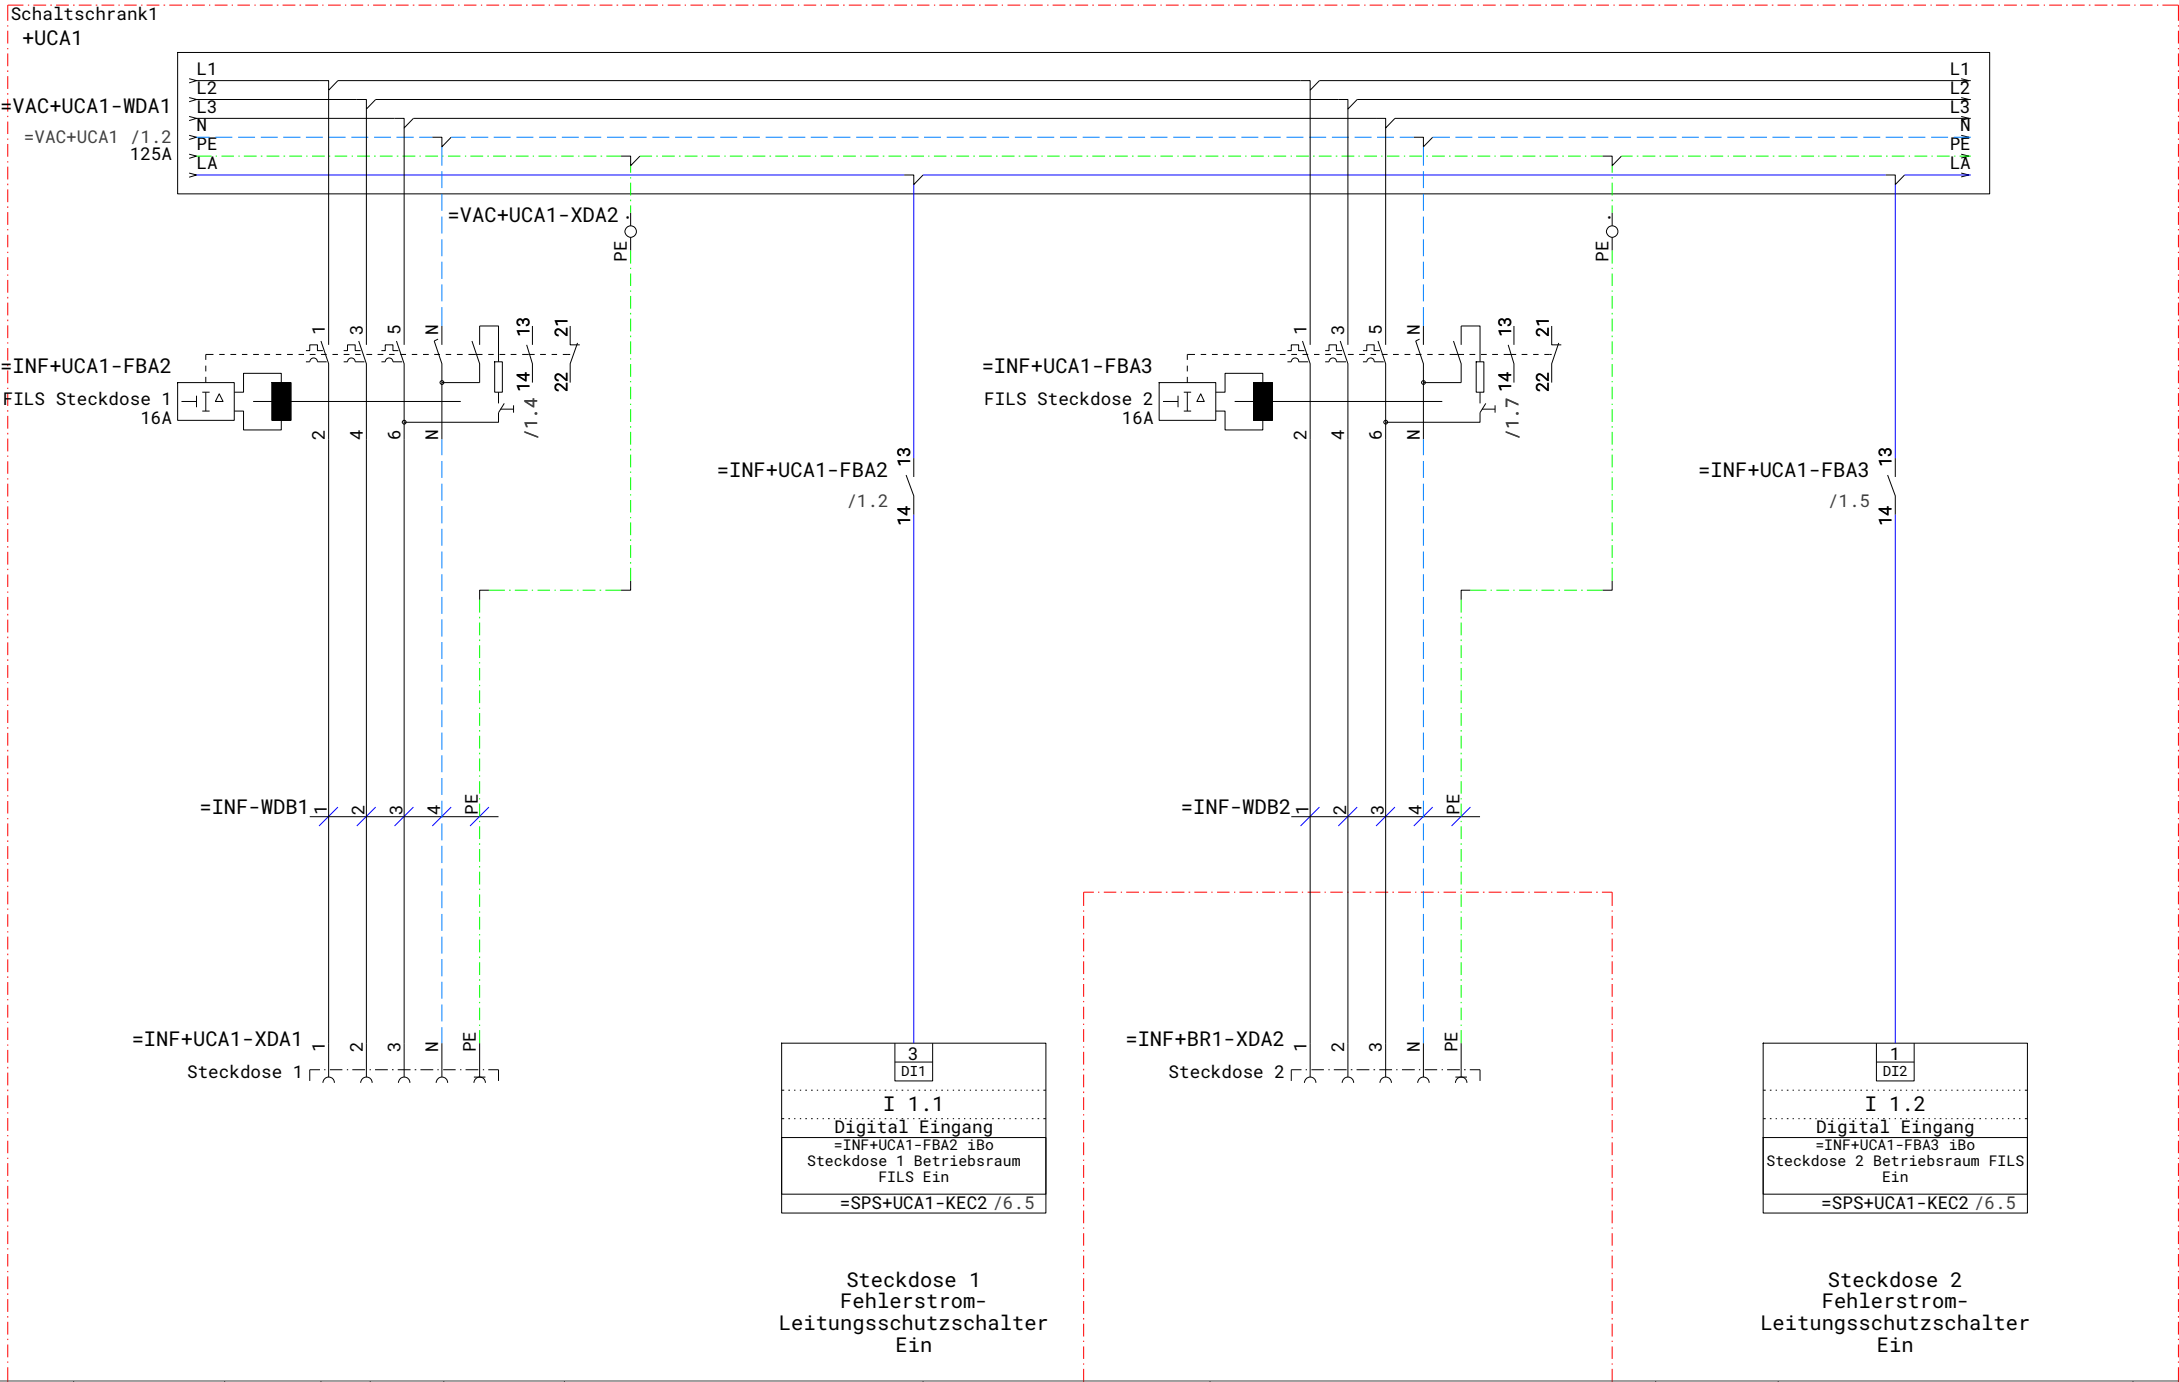 Schaltschrank1
+UCA1
L1
L2
L3
N
PE
LA
L1
L2
L3
N
PE
LA
=VAC+UCA1-WDA1
=VAC+UCA1 /1.2
125A
=VAC+UCA1-XDA2
PE
PE
=INF+UCA1-FBA2
FILS Steckdose 1
16A
1 3 5 N 13 21
2 4 6 N 14 22
/1.4
=INF+UCA1-FBA2
/1.2
13
14
=INF+UCA1-FBA3
FILS Steckdose 2
16A
1 3 5 N 13 21
2 4 6 N 14 22
/1.7
=INF+UCA1-FBA3
/1.5
13
14
=INF-WDB1 1 2 3 4 PE
=INF-WDB2 1 2 3 4 PE
=INF+UCA1-XDA1 1 2 3 N PE
Steckdose 1
3
DI1
I 1.1
Digital Eingang
=INF+UCA1-FBA2 iBo
Steckdose 1 Betriebsraum
FILS Ein
=SPS+UCA1-KEC2 /6.5
=INF+BR1-XDA2 1 2 3 N PE
Steckdose 2
1
DI2
I 1.2
Digital Eingang
=INF+UCA1-FBA3 iBo
Steckdose 2 Betriebsraum FILS
Ein
=SPS+UCA1-KEC2 /6.5
Steckdose 1
Fehlerstrom-
Leitungsschutzschalter
Ein
Steckdose 2
Fehlerstrom-
Leitungsschutzschalter
Ein